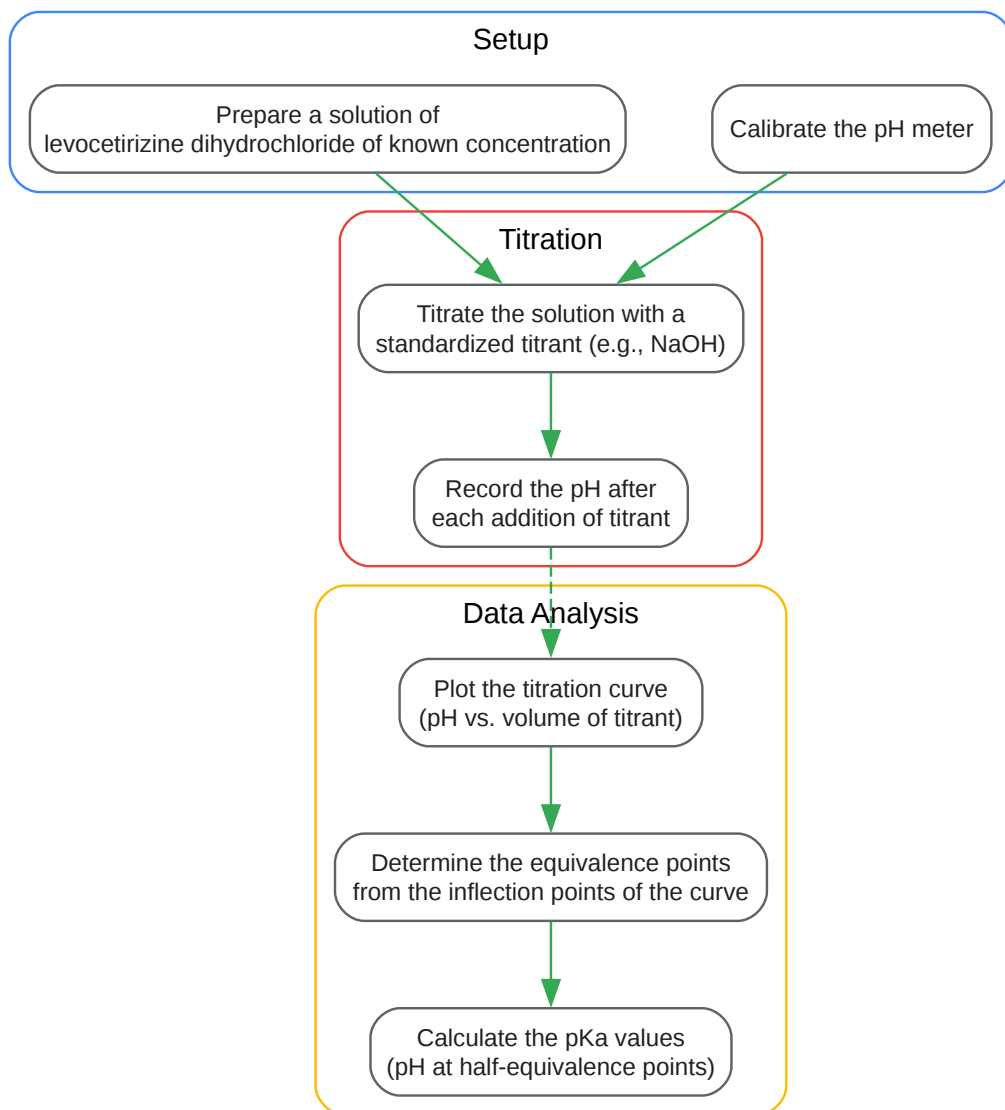 Setup
Prepare a solution of
levocetirizine dihydrochloride of known concentration
Calibrate the pH meter
Titration
Titrate the solution with a
standardized titrant (e.g., NaOH)
Record the pH after
each addition of titrant
Data Analysis
Plot the titration curve
(pH vs. volume of titrant)
Determine the equivalence points
from the inflection points of the curve
Calculate the pKa values
(pH at half-equivalence points)